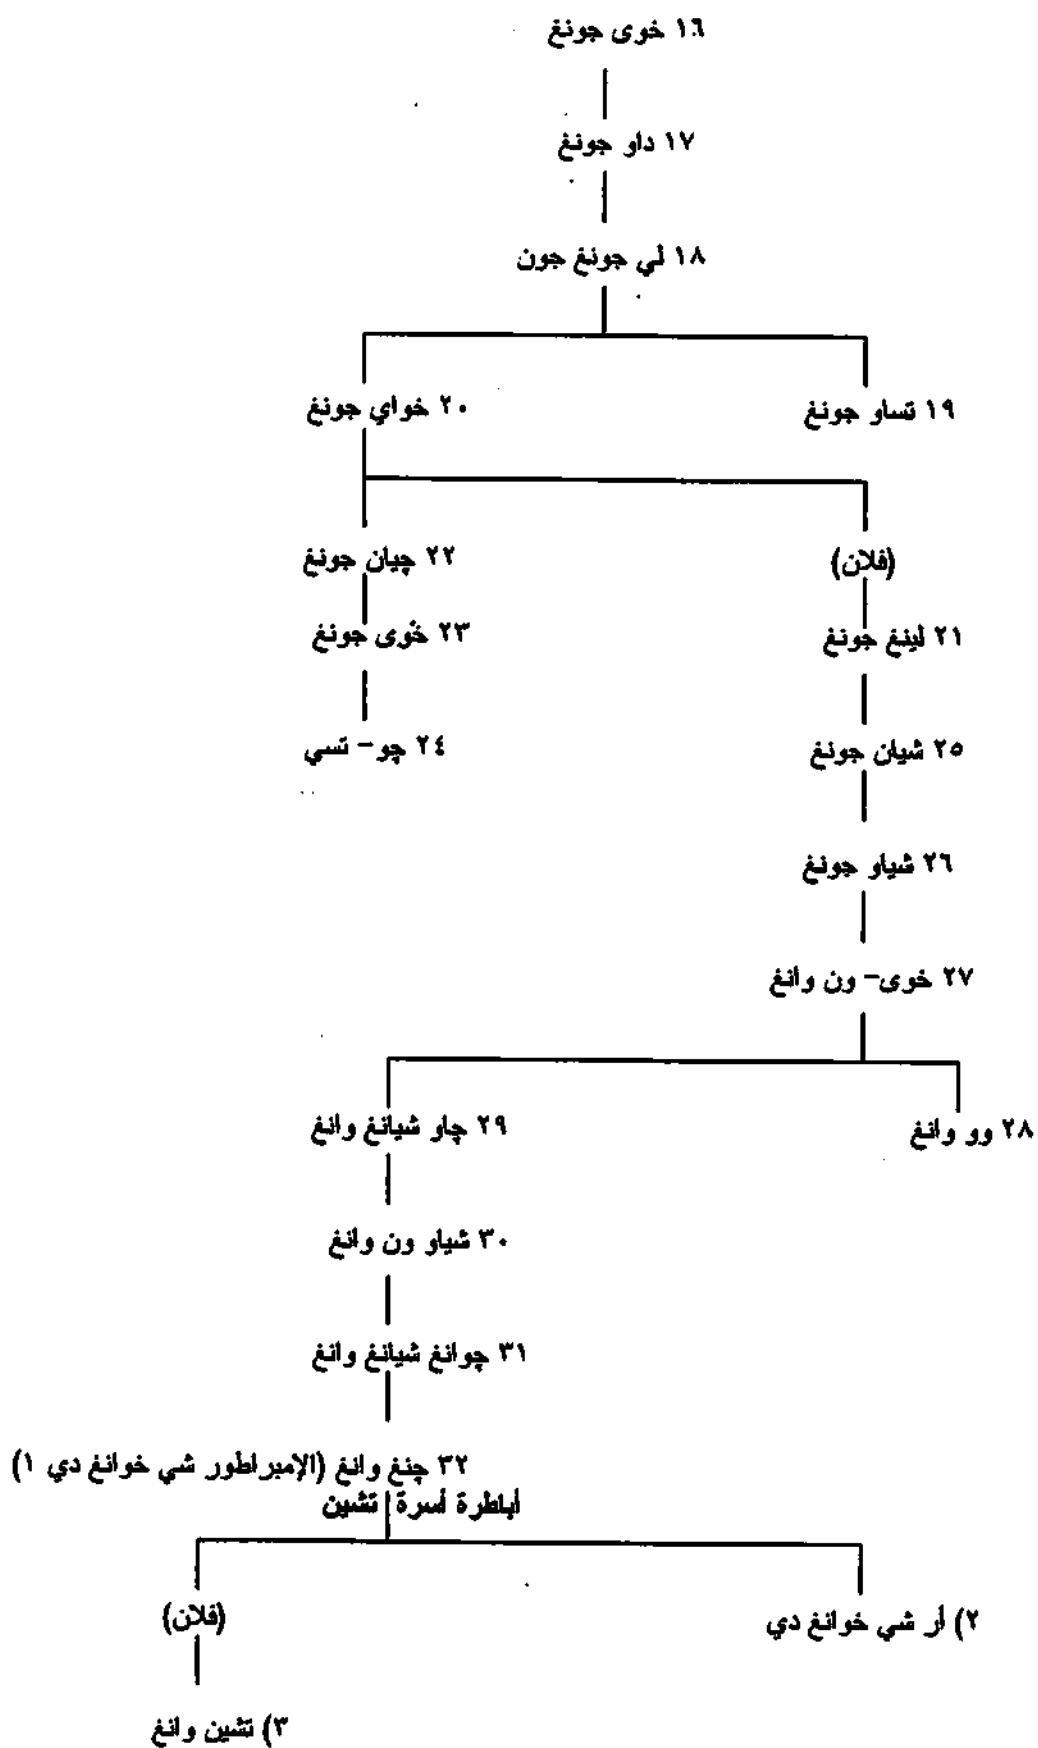 ١٦ خوى جونغ
١٧ داو جونغ
١٨ لي جونغ جون
١٩ تساو جونغ
٢٠ خواي جونغ
(فلان)
٢٢ چيان جونغ
٢١ لينغ جونغ
٢٣ خوى جونغ
٢٥ شيان جونغ
٢٤ چو- تسي
٢٦ شياو جونغ
٢٧ خوى- ون وانغ
٢٨ وو وانغ
٢٩ چاو شيانغ وانغ
٣٠ شياو ون وانغ
٣١ چوانغ شيانغ وانغ
٣٢ چنغ وانغ (الإمبراطور شي خوانغ دي ١)
أباطرة أسرة تشين
٢) أر شي خوانغ دي
(فلان)
٣) تشين وانغ